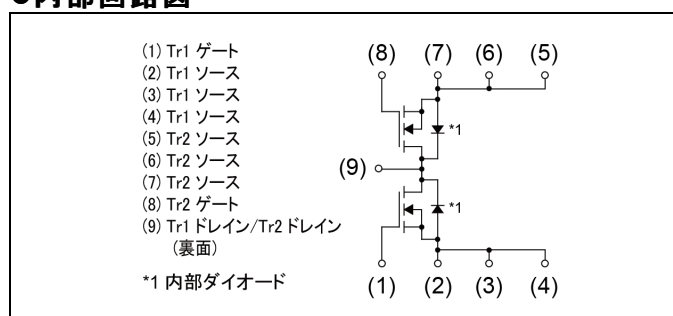 ●内部回路図
(1) Tr1 ゲート
(2) Tr1 ソース
(3) Tr1 ソース
(4) Tr1 ソース
(5) Tr2 ソース
(6) Tr2 ソース
(7) Tr2 ソース
(8) Tr2 ゲート
(9) Tr1 ドレイン/Tr2 ドレイン
(裏面)
*1 内部ダイオード
(8) (7) (6) (5)
*1
(9)
*1
(1) (2) (3) (4)